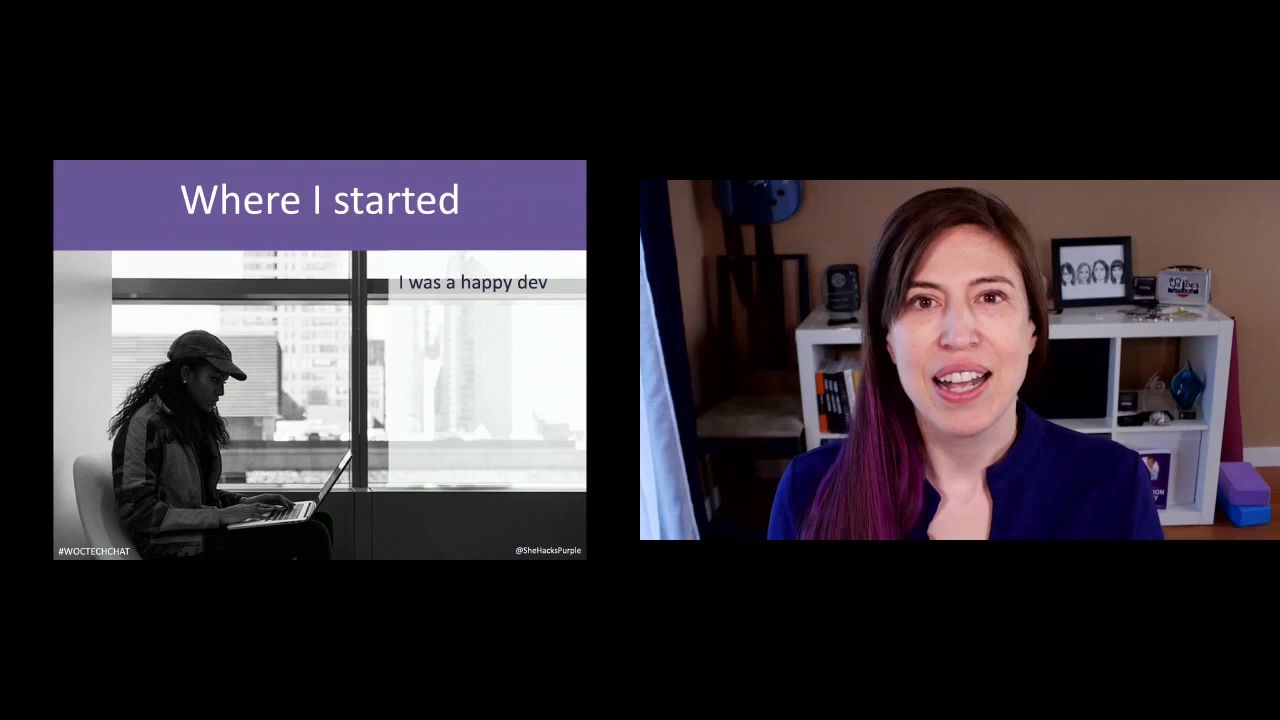 Where I started
I was a happy dev
#WOCTECHCHAT
@SheHacksPurple